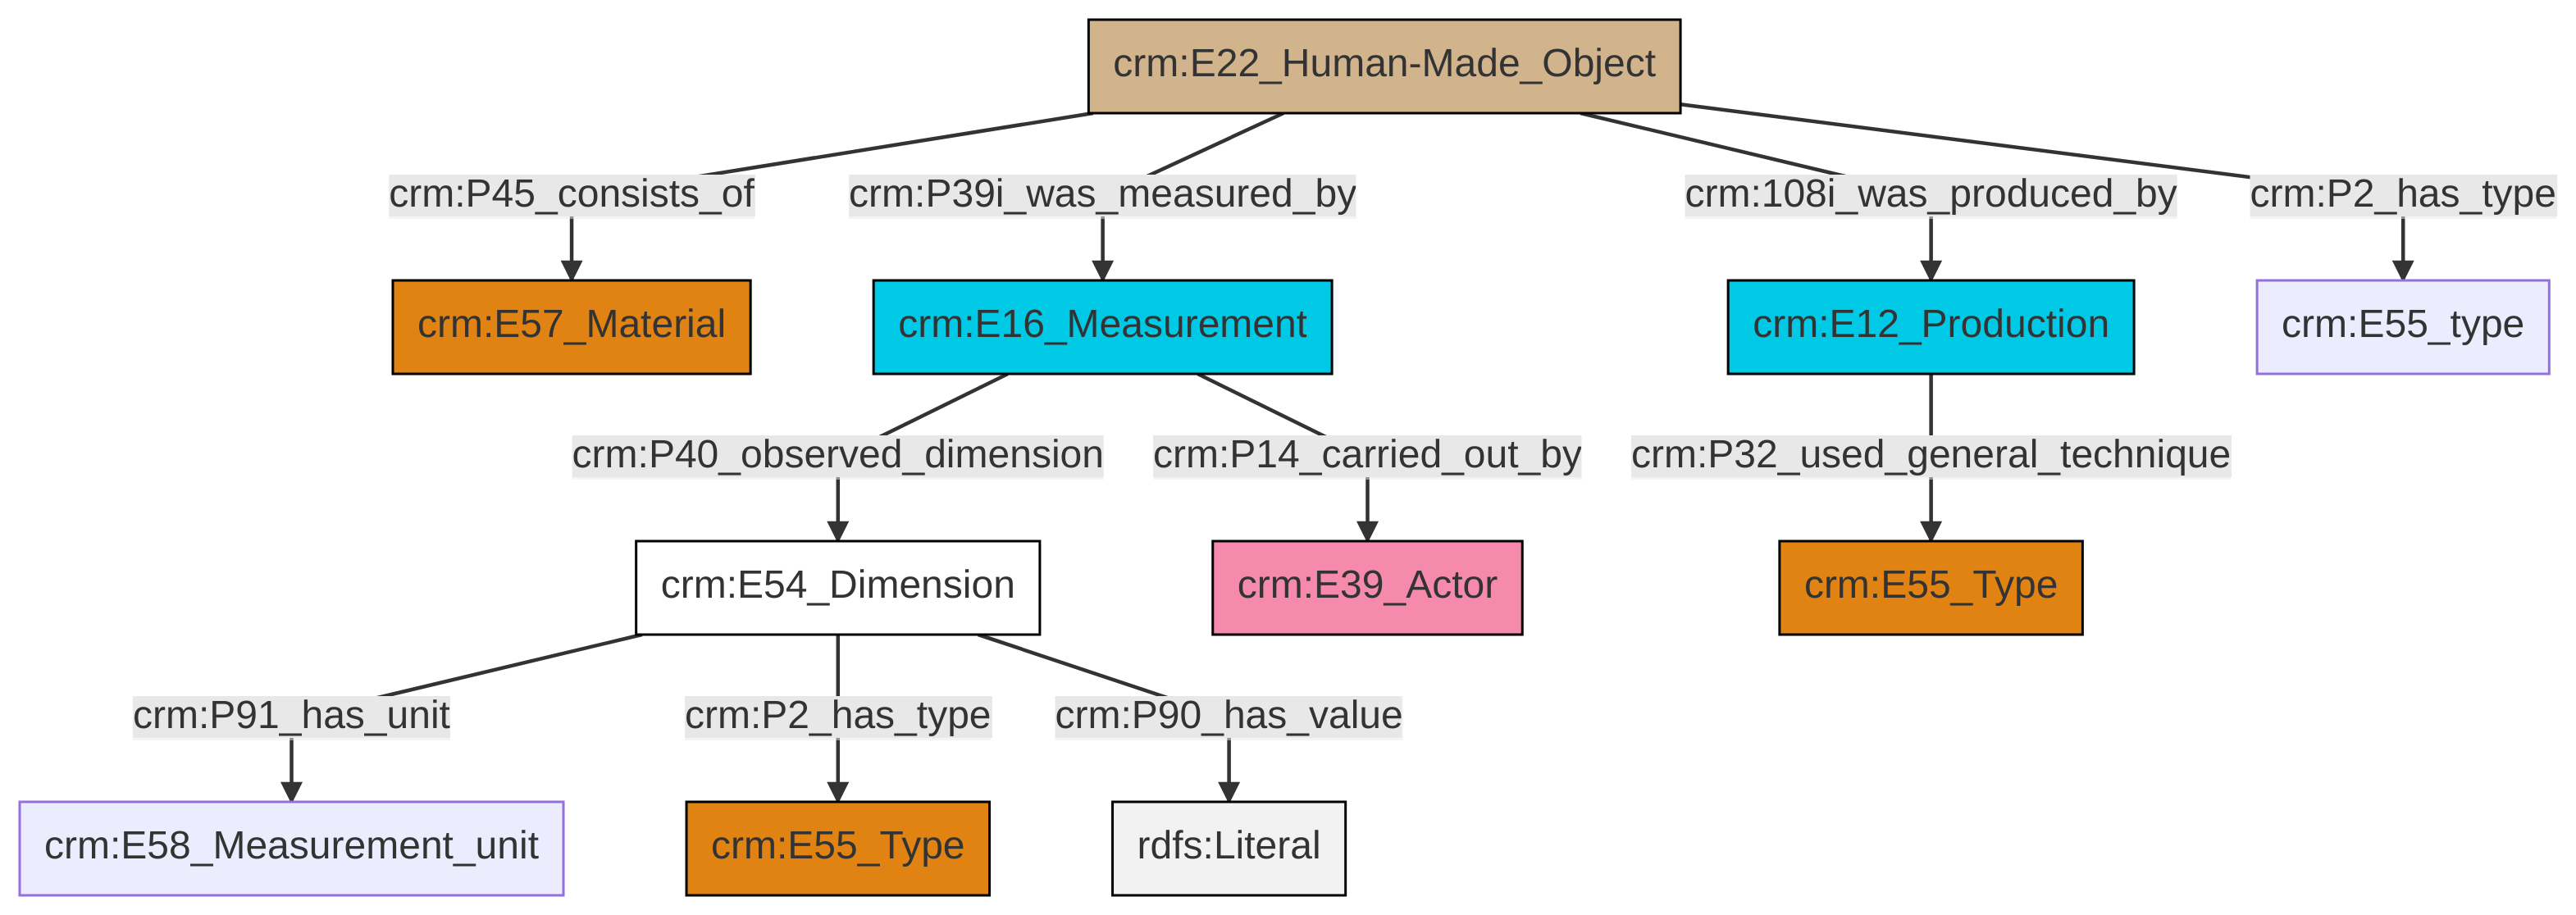 crm:E22_Human-Made_Object
crm:P45_consists_of
crm:P39i_was_measured_by
crm:108i_was_produced_by
crm:P2_has_type
crm:E57_Material
crm:E16_Measurement
crm:E12_Production
crm:E55_type
crm:P40_observed_dimension
crm:P14_carried_out_by
crm:P32_used_general_technique
crm:E54_Dimension
crm:E39_Actor
crm:E55_Type
crm:P91_has_unit
crm:P2_has_type
crm:P90_has_value
crm:E58_Measurement_unit
crm:E55_Type
rdfs:Literal